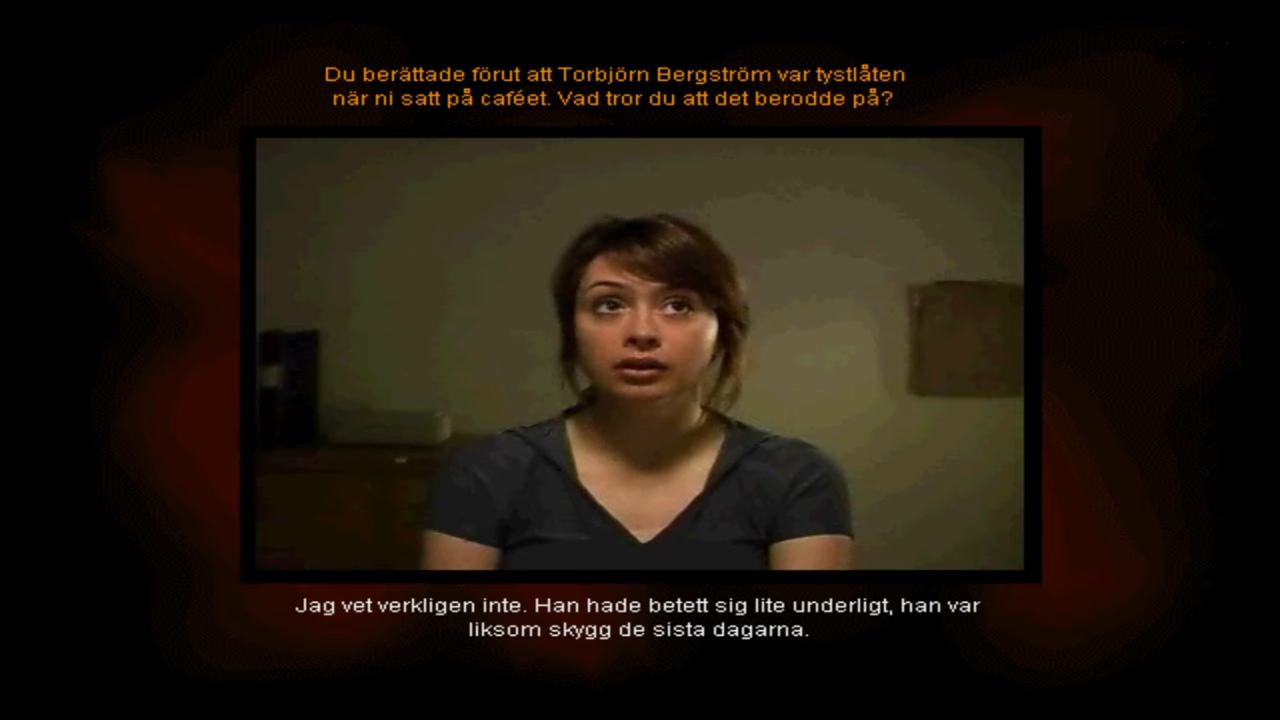 Du berättade förut att Torbjörn Bergström var tystlåten
när ni satt på caféet. Vad tror du att det berodde på?
Jag vet verkligen inte. Han hade betett sig lite underligt, han var
liksom skygg de sista dagarna.